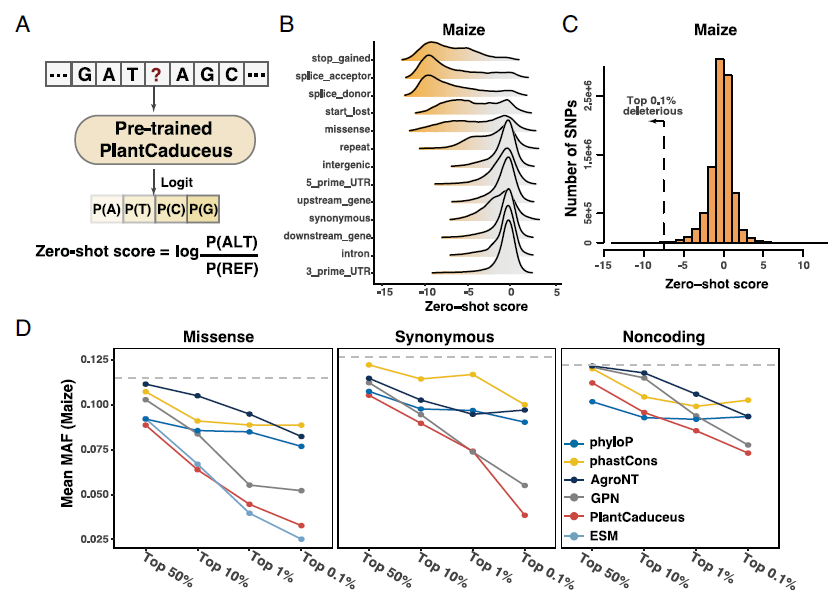 A
··· G A T ? A G C ···
Pre-trained
PlantCaduceus
Logit
P(A) P(T) P(C) P(G)
Zero-shot score = log P(ALT)
P(REF)
B
Maize
stop_gained
splice_acceptor
splice_donor
start_lost
missense
repeat
intergenic
5_prime_UTR
upstream_gene
synonymous
downstream_gene
intron
3_prime_UTR
-15 -10 -5 0 5
Zero-shot score
C
Maize
Number of SNPs
2.5e+6
1.5e+6
5e+5
0
Top 0.1%
deleterious
-15 -10 -5 0 5 10
Zero-shot score
D
Missense
Synonymous
Noncoding
Mean MAF (Maize)
0.125
0.100
0.075
0.050
0.025
phyloP
phastCons
AgroNT
GPN
PlantCaduceus
ESM
Top 50% Top 10% Top 1% Top 0.1%
Top 50% Top 10% Top 1% Top 0.1%
Top 50% Top 10% Top 1% Top 0.1%